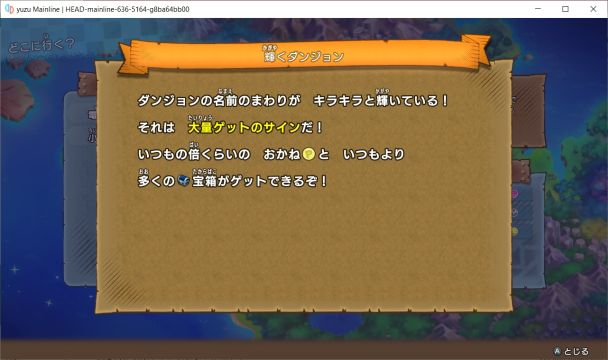 yuzu Mainline | HEAD-mainline-636-5164-g8ba64bb00
どこに行く？
輝くダンジョン
ダンジョンの名前のまわりが　キラキラと輝いている！
それは　大量ゲットのサインだ！
いつもの倍くらいの　おかねと　いつもより
多くの宝箱がゲットできるぞ！
とじる